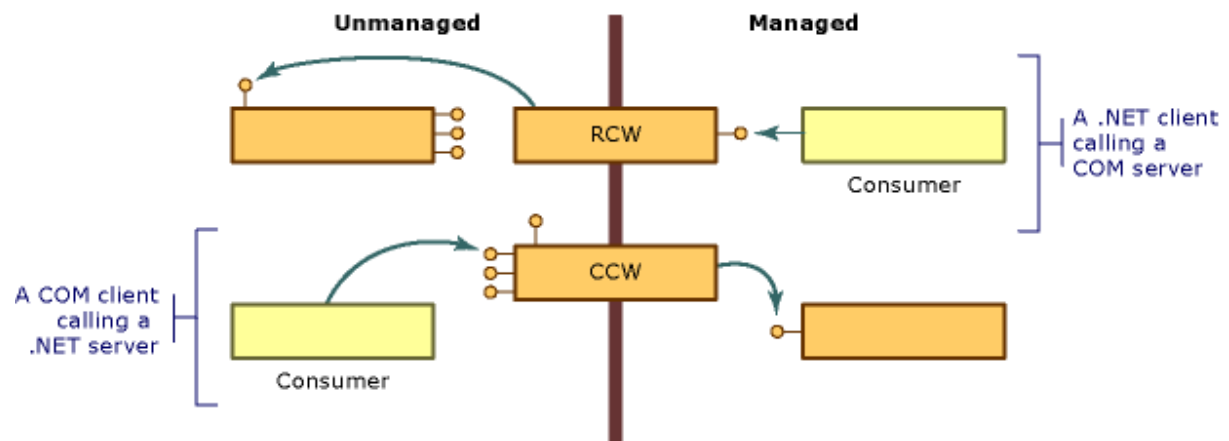 Unmanaged
Managed
RCW
Consumer
A .NET client
calling a
COM server
CCW
A COM client
calling a
.NET server
Consumer